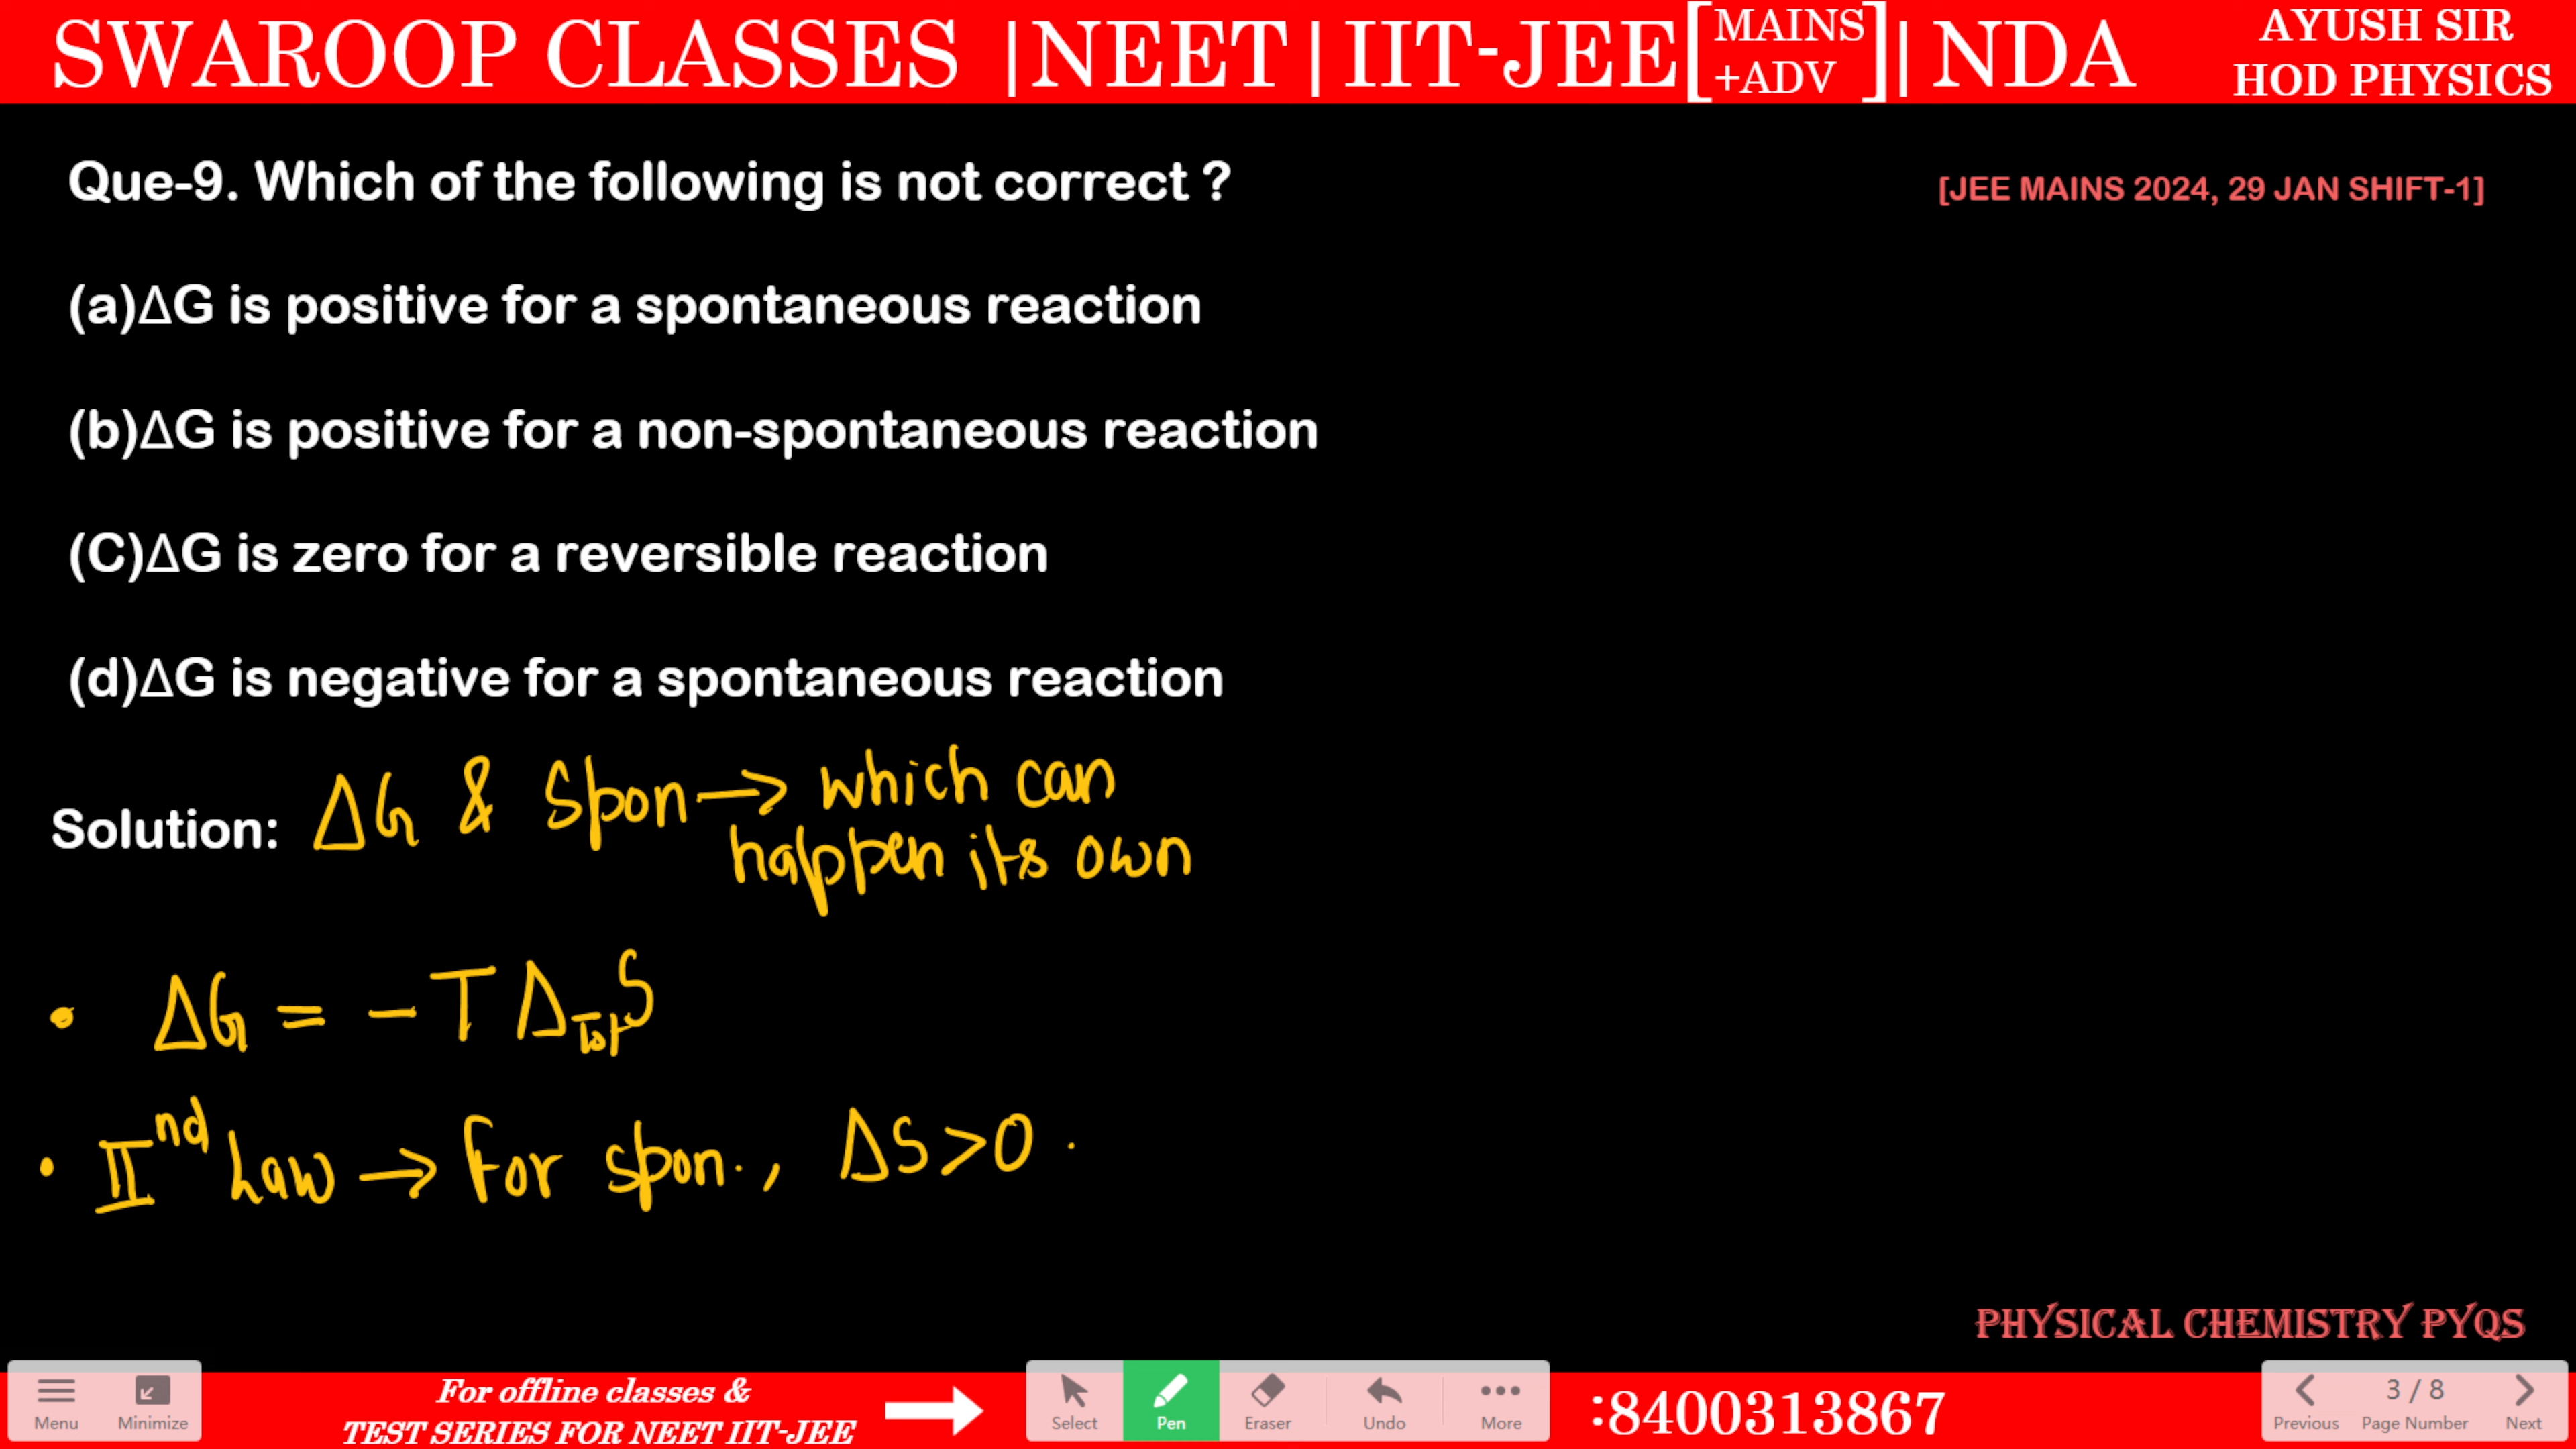 SWAROOP CLASSES |NEET| IIT-JEE[MAINS +ADV]| NDA
AYUSH SIR
HOD PHYSICS
Que-9. Which of the following is not correct ?
[JEE MAINS 2024, 29 JAN SHIFT-1]
(a)ΔG is positive for a spontaneous reaction
(b)ΔG is positive for a non-spontaneous reaction
(C)ΔG is zero for a reversible reaction
(d)ΔG is negative for a spontaneous reaction
Solution: ΔG & Spon → which can
happen its own
• ΔG = - T Δ_Tot S
• IInd Law → For spon., ΔS > 0 .
PHYSICAL CHEMISTRY PYQS
Menu
Minimize
For offline classes &
TEST SERIES FOR NEET IIT-JEE
Select
Pen
Eraser
Undo
More
:8400313867
3 / 8
Previous
Page Number
Next